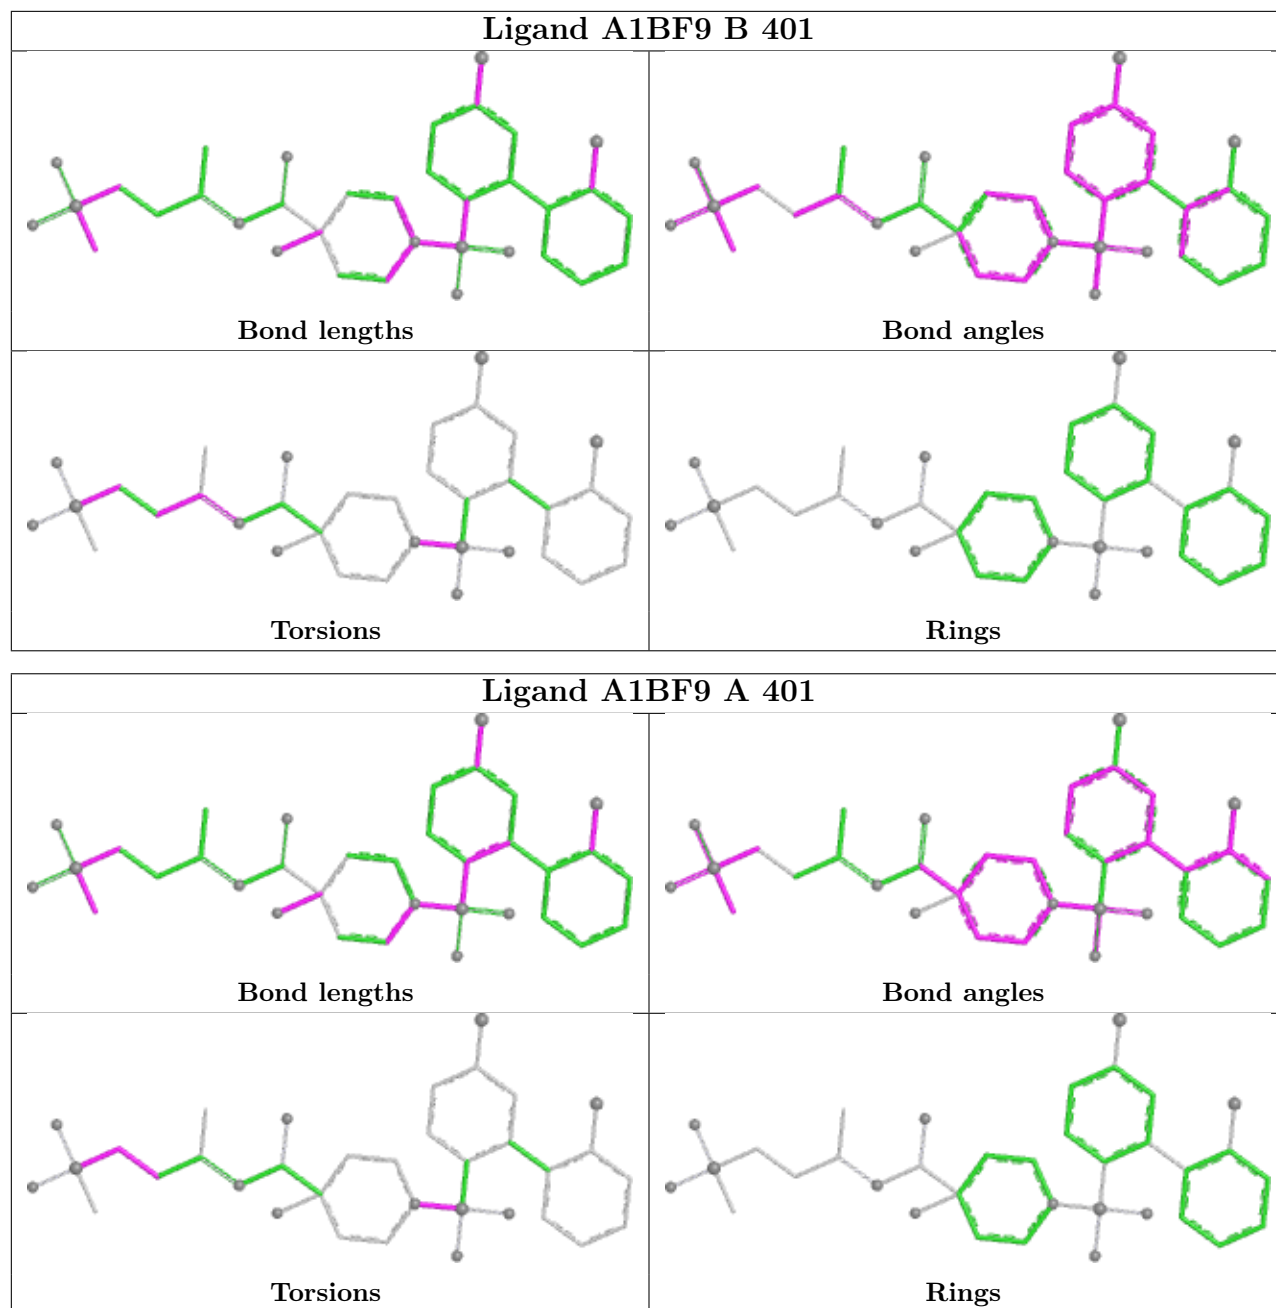 Ligand A1BF9 B 401
Bond lengths
Bond angles
Torsions
Rings
Ligand A1BF9 A 401
Bond lengths
Bond angles
Torsions
Rings